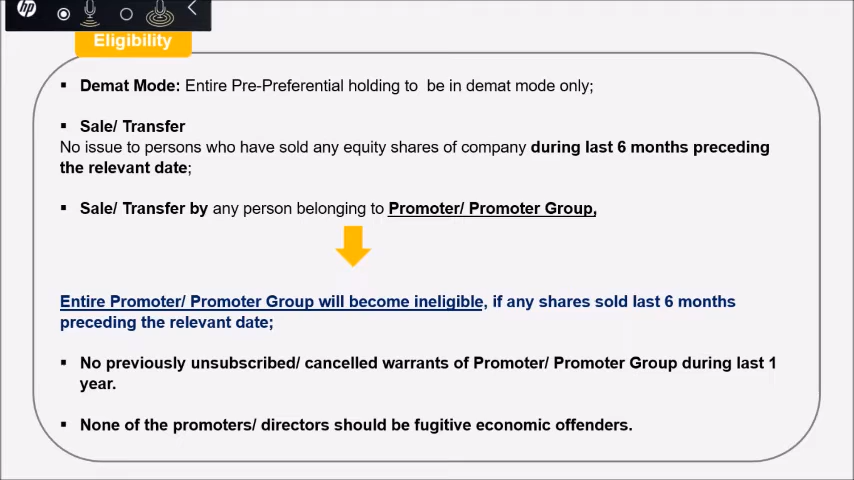 hp
Eligibility
▪ Demat Mode: Entire Pre-Preferential holding to be in demat mode only;
▪ Sale/ Transfer
No issue to persons who have sold any equity shares of company during last 6 months preceding
the relevant date;
▪ Sale/ Transfer by any person belonging to Promoter/ Promoter Group,
Entire Promoter/ Promoter Group will become ineligible, if any shares sold last 6 months
preceding the relevant date;
▪ No previously unsubscribed/ cancelled warrants of Promoter/ Promoter Group during last 1
year.
▪ None of the promoters/ directors should be fugitive economic offenders.